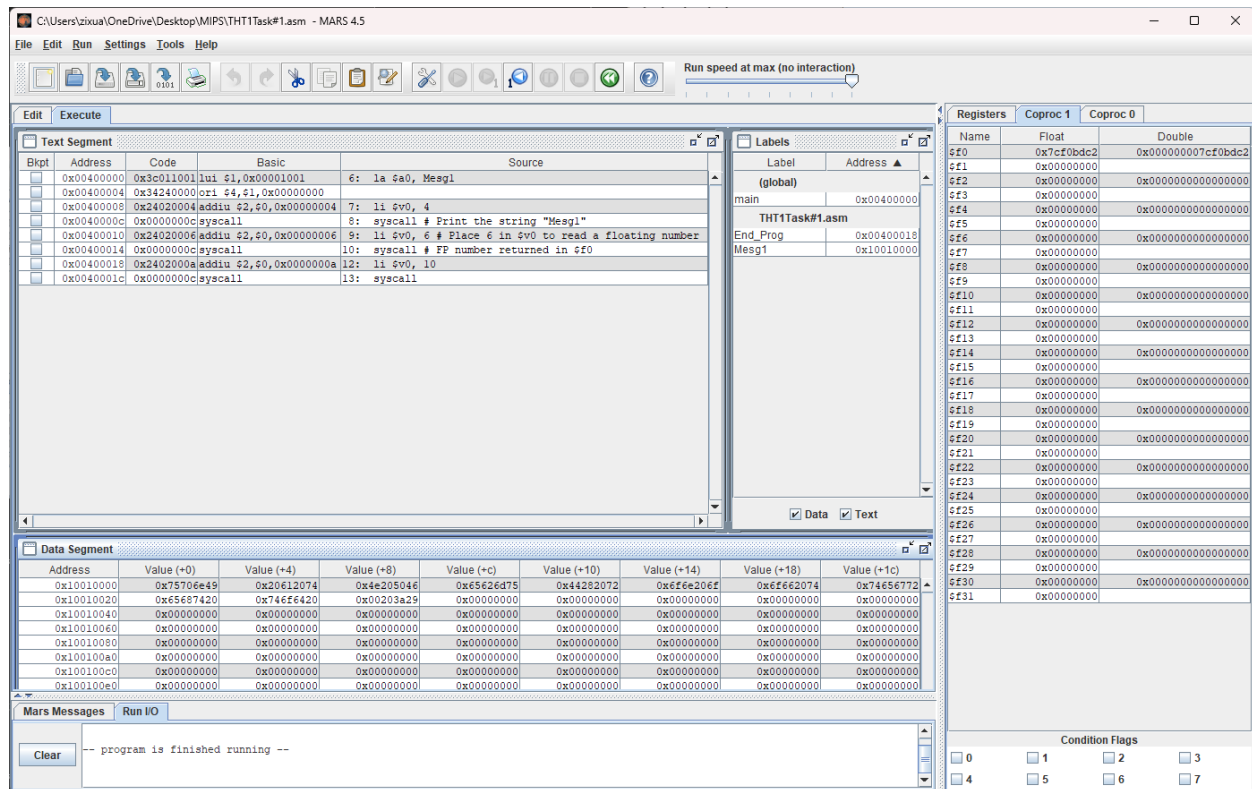 C:\Users\zixua\OneDrive\Desktop\MIPS\THT1Task#1.asm - MARS 4.5
File Edit Run Settings Tools Help
Run speed at max (no interaction)
Edit Execute
Text Segment
Bkpt Address Code Basic Source
0x00400000 0x3c011001 lui $1,0x00001001 6: la $a0, Mesg1
0x00400004 0x34240000 ori $4,$1,0x00000000
0x00400008 0x24020004 addiu $2,$0,0x00000004 7: li $v0, 4
0x0040000c 0x0000000c syscall 8: syscall # Print the string "Mesg1"
0x00400010 0x24020006 addiu $2,$0,0x00000006 9: li $v0, 6 # Place 6 in $v0 to read a floating number
0x00400014 0x0000000c syscall 10: syscall # FP number returned in $f0
0x00400018 0x2402000a addiu $2,$0,0x0000000a 12: li $v0, 10
0x0040001c 0x0000000c syscall 13: syscall
Labels
Label Address ▲
(global)
main 0x00400000
THT1Task#1.asm
End_Prog 0x00400018
Mesg1 0x10010000
Data Text
Data Segment
Address Value (+0) Value (+4) Value (+8) Value (+c) Value (+10) Value (+14) Value (+18) Value (+1c)
0x10010000 0x75706e49 0x20612074 0x4e205046 0x65626d75 0x44282072 0x6f6e206f 0x6f662074 0x74656772
0x10010020 0x65687420 0x746f6420 0x00203a29 0x00000000 0x00000000 0x00000000 0x00000000 0x00000000
0x10010040 0x00000000 0x00000000 0x00000000 0x00000000 0x00000000 0x00000000 0x00000000 0x00000000
0x10010060 0x00000000 0x00000000 0x00000000 0x00000000 0x00000000 0x00000000 0x00000000 0x00000000
0x10010080 0x00000000 0x00000000 0x00000000 0x00000000 0x00000000 0x00000000 0x00000000 0x00000000
0x100100a0 0x00000000 0x00000000 0x00000000 0x00000000 0x00000000 0x00000000 0x00000000 0x00000000
0x100100c0 0x00000000 0x00000000 0x00000000 0x00000000 0x00000000 0x00000000 0x00000000 0x00000000
0x100100e0 0x00000000 0x00000000 0x00000000 0x00000000 0x00000000 0x00000000 0x00000000 0x00000000
Mars Messages Run I/O
Clear
-- program is finished running --
Registers Coproc 1 Coproc 0
Name Float Double
$f0 0x7cf0bdc2 0x000000007cf0bdc2
$f1 0x00000000
$f2 0x00000000 0x0000000000000000
$f3 0x00000000
$f4 0x00000000 0x0000000000000000
$f5 0x00000000
$f6 0x00000000 0x0000000000000000
$f7 0x00000000
$f8 0x00000000 0x0000000000000000
$f9 0x00000000
$f10 0x00000000 0x0000000000000000
$f11 0x00000000
$f12 0x00000000 0x0000000000000000
$f13 0x00000000
$f14 0x00000000 0x0000000000000000
$f15 0x00000000
$f16 0x00000000 0x0000000000000000
$f17 0x00000000
$f18 0x00000000 0x0000000000000000
$f19 0x00000000
$f20 0x00000000 0x0000000000000000
$f21 0x00000000
$f22 0x00000000 0x0000000000000000
$f23 0x00000000
$f24 0x00000000 0x0000000000000000
$f25 0x00000000
$f26 0x00000000 0x0000000000000000
$f27 0x00000000
$f28 0x00000000 0x0000000000000000
$f29 0x00000000
$f30 0x00000000 0x0000000000000000
$f31 0x00000000
Condition Flags
0 1 2 3
4 5 6 7